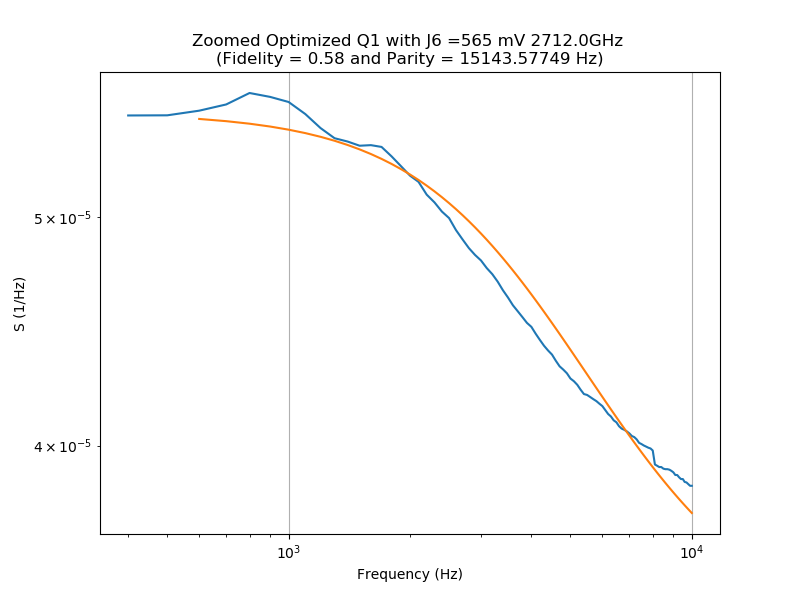 Zoomed Optimized Q1 with J6 =565 mV 2712.0GHz
(Fidelity = 0.58 and Parity = 15143.57749 Hz)
5 × 10⁻⁵
S (1/Hz)
4 × 10⁻⁵
10³ 10⁴
Frequency (Hz)